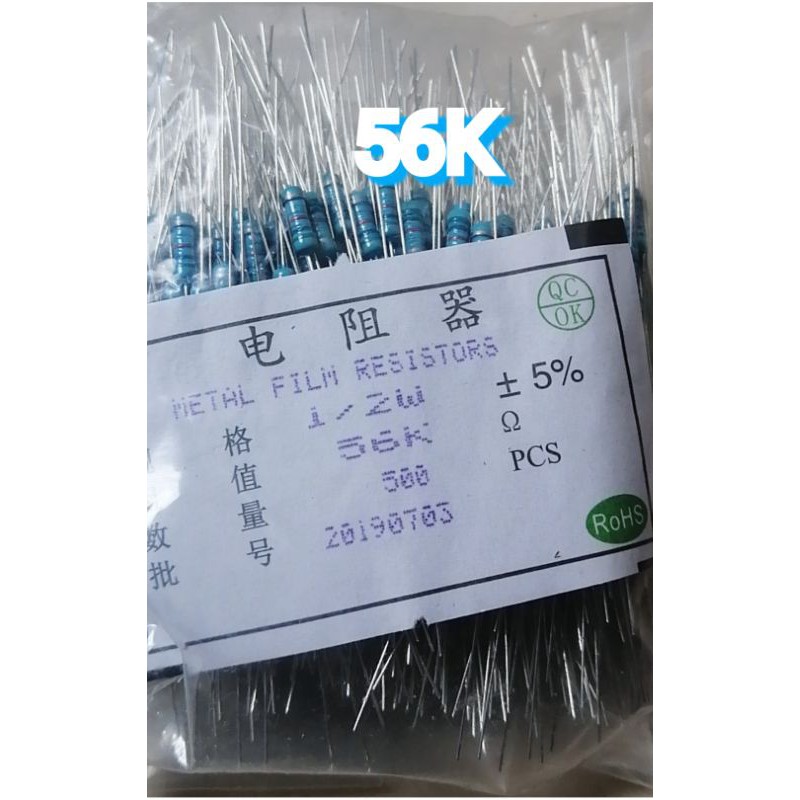 56K
电阻器
QC
OK
METAL FILM RESISTORS
格 1/2W ± 5%
值 56K Ω
数量 500 PCS
批号 20190703
RoHS